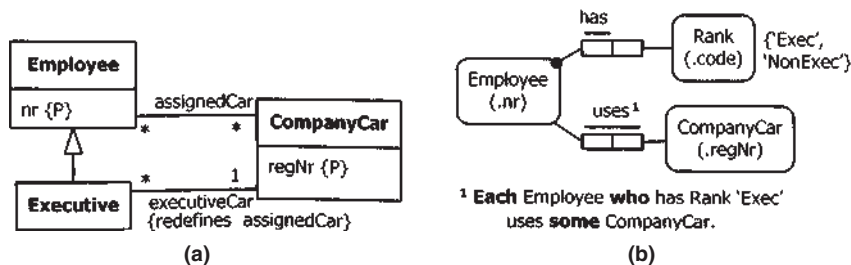 Employee
nr {P}
assignedCar
*
*
CompanyCar
regNr {P}
Executive
*
1
executiveCar
{redefines assignedCar}
(a)
has
Rank
(.code)
{'Exec',
'NonExec'}
Employee
(.nr)
uses¹
CompanyCar
(.regNr)
¹ Each Employee who has Rank 'Exec'
uses some CompanyCar.
(b)